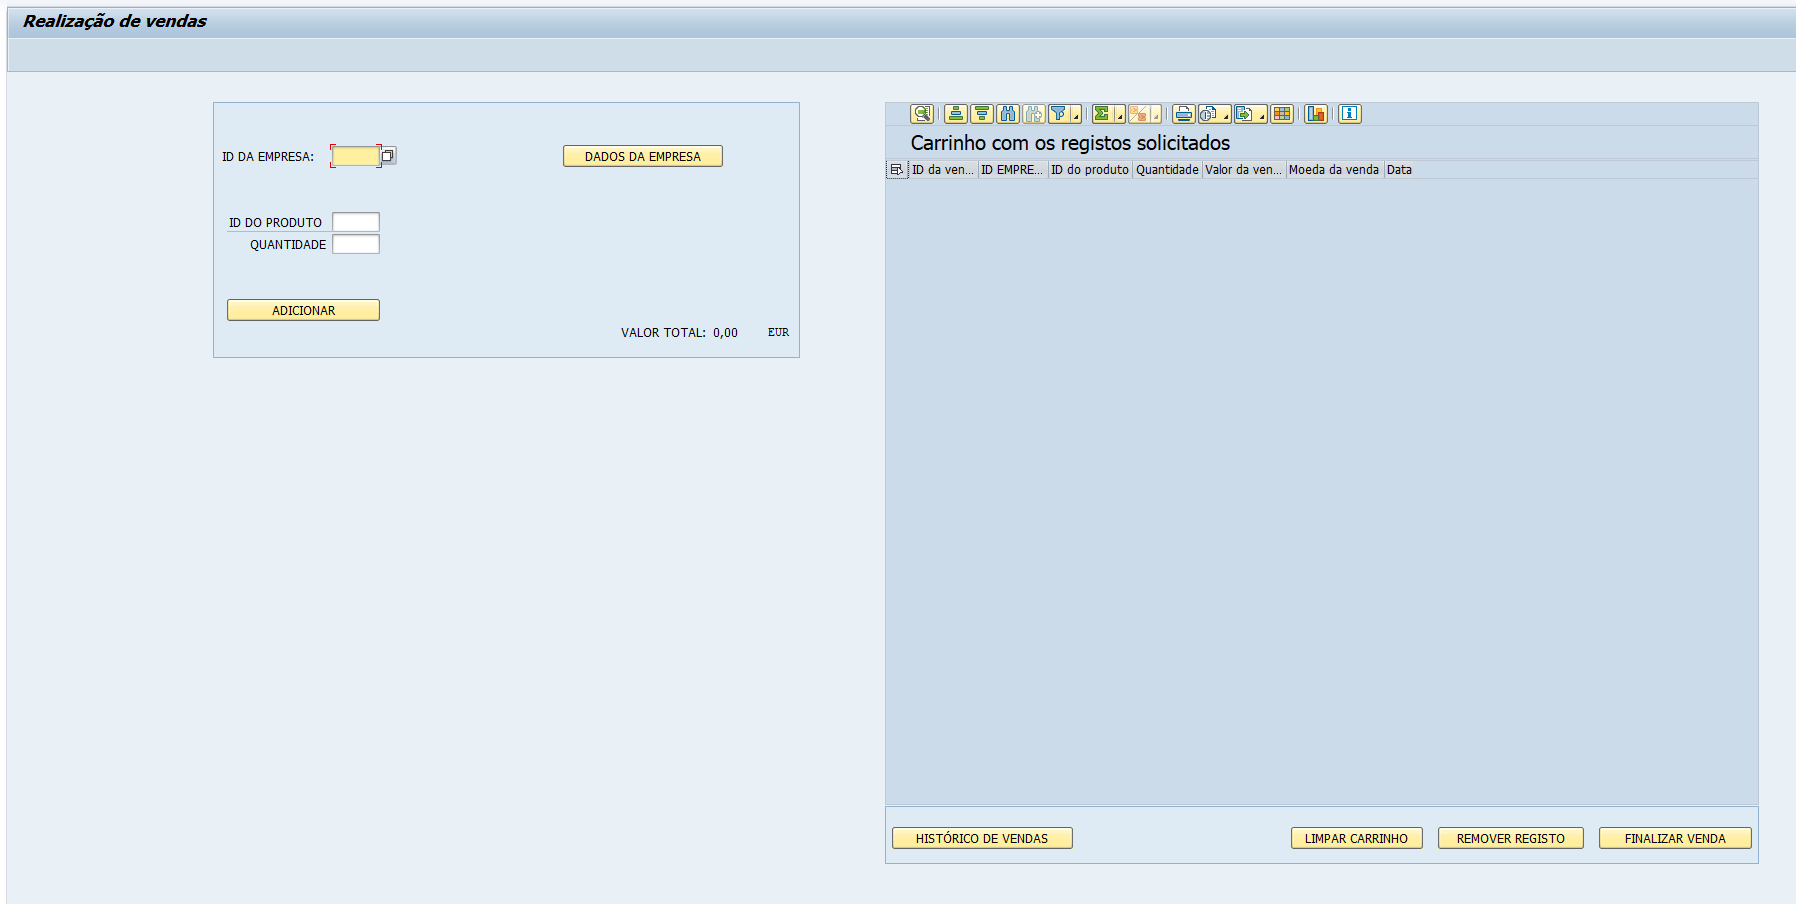 Realização de vendas
ID DA EMPRESA:
DADOS DA EMPRESA
ID DO PRODUTO
QUANTIDADE
ADICIONAR
VALOR TOTAL: 0,00 EUR
Carrinho com os registos solicitados
ID da ven... ID EMPRE... ID do produto Quantidade Valor da ven... Moeda da venda Data
HISTÓRICO DE VENDAS LIMPAR CARRINHO REMOVER REGISTO FINALIZAR VENDA